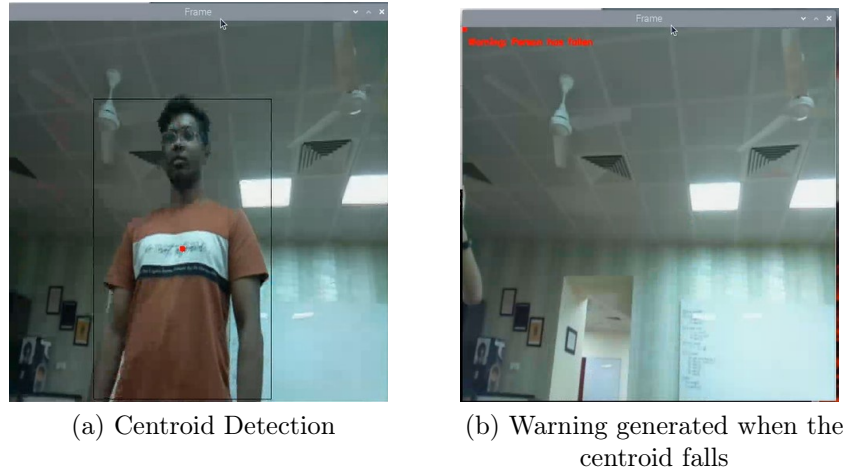 Frame
Frame
Warning: Person has fallen
(a) Centroid Detection
(b) Warning generated when the
centroid falls